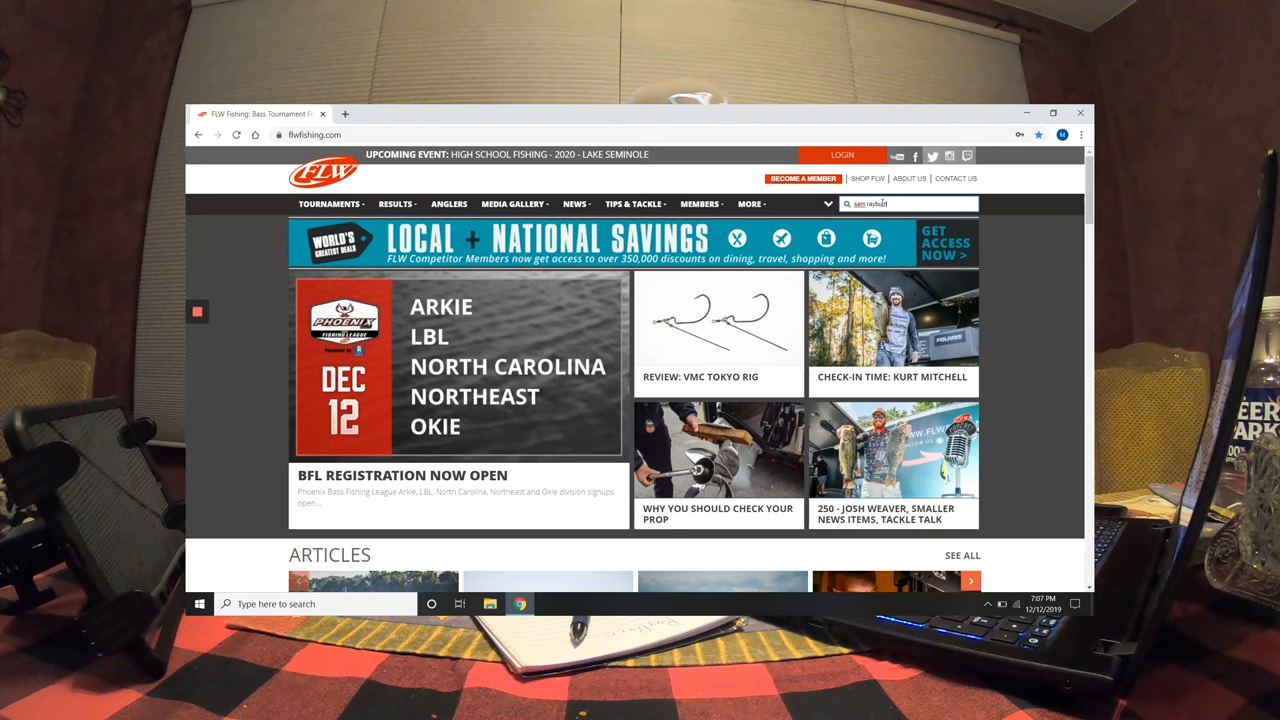 FLW Fishing: Bass Tournament Fi
flwfishing.com
M
UPCOMING EVENT: HIGH SCHOOL FISHING - 2020 - LAKE SEMINOLE
LOGIN
FLW
BECOME A MEMBER | SHOP FLW | ABOUT US | CONTACT US
TOURNAMENTS RESULTS ANGLERS MEDIA GALLERY NEWS TIPS & TACKLE MEMBERS MORE
sam rayburn
WORLD'S GREATEST DEALS
LOCAL + NATIONAL SAVINGS
FLW Competitor Members now get access to over 350,000 discounts on dining, travel, shopping and more!
GET ACCESS NOW >
PHOENIX
FISHING LEAGUE
DEC
12
ARKIE
LBL
NORTH CAROLINA
NORTHEAST
OKIE
BFL REGISTRATION NOW OPEN
Phoenix Bass Fishing League Arkie, LBL, North Carolina, Northeast and Okie division signups
open...
REVIEW: VMC TOKYO RIG
POLARIS
CHECK-IN TIME: KURT MITCHELL
WHY YOU SHOULD CHECK YOUR
PROP
WWW.FLWF
250 - JOSH WEAVER, SMALLER
NEWS ITEMS, TACKLE TALK
ARTICLES
SEE ALL
Type here to search
7:07 PM
12/12/2019